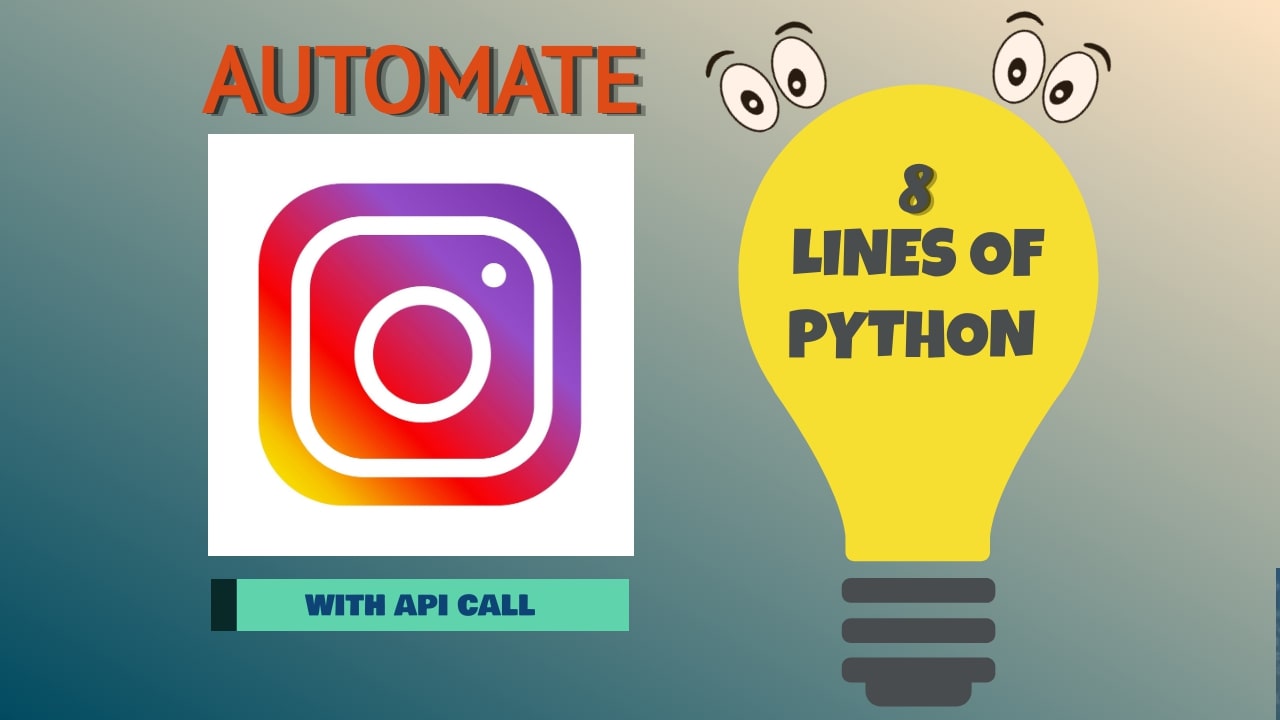 AUTOMATE
WITH API CALL
8
LINES OF
PYTHON